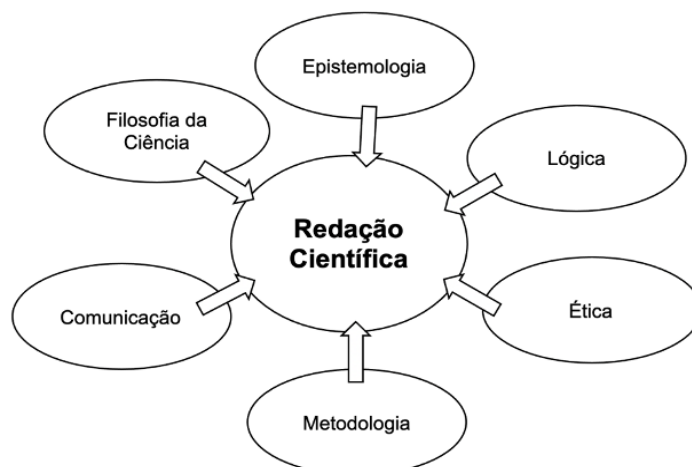 Epistemologia
Filosofia da
Ciência
Lógica
Redação
Científica
Comunicação
Ética
Metodologia